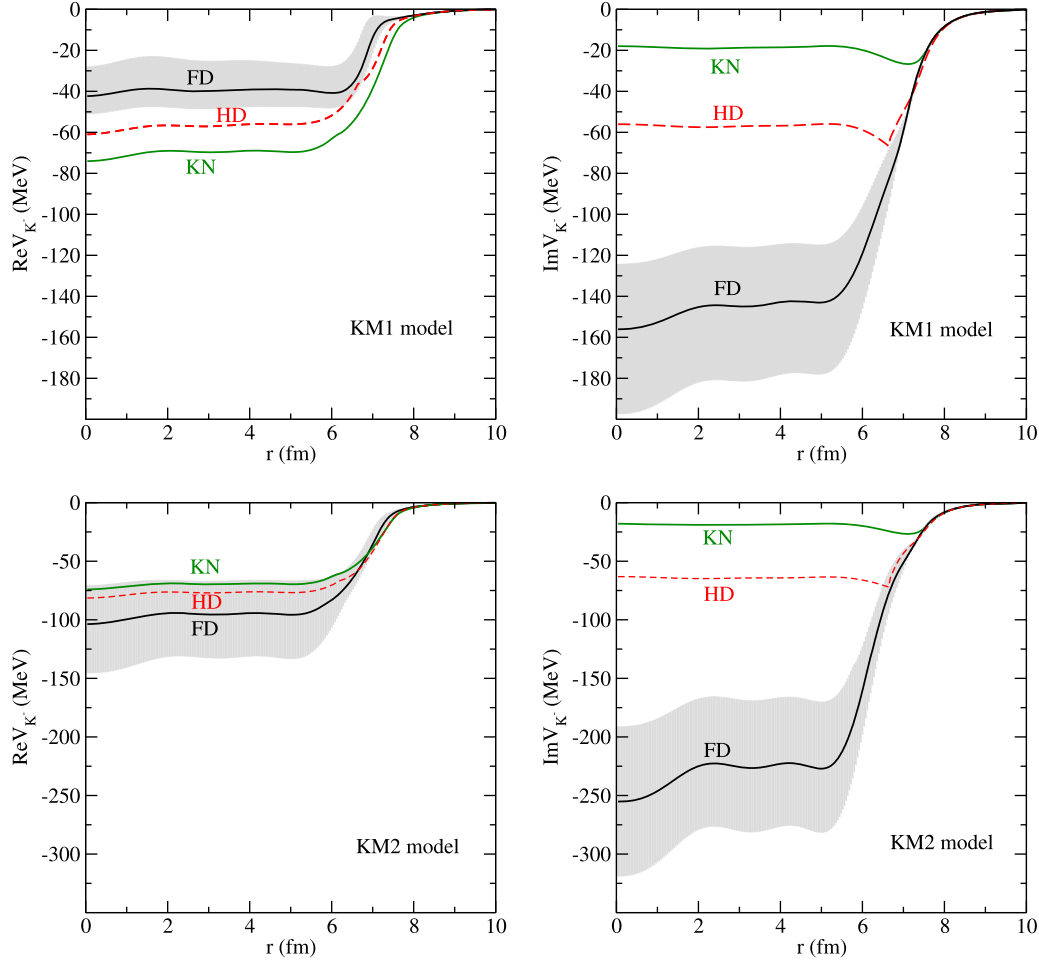 0
-20
-40
-60
-80
-100
-120
-140
-160
-180
ReV_K⁻ (MeV)
FD
HD
KN
KM1 model
0 2 4 6 8 10
r (fm)
0
-20
-40
-60
-80
-100
-120
-140
-160
-180
ImV_K⁻ (MeV)
KN
HD
FD
KM1 model
0 2 4 6 8 10
r (fm)
0
-50
-100
-150
-200
-250
-300
ReV_K⁻ (MeV)
KN
HD
FD
KM2 model
0 2 4 6 8 10
r (fm)
0
-50
-100
-150
-200
-250
-300
ImV_K⁻ (MeV)
KN
HD
FD
KM2 model
0 2 4 6 8 10
r (fm)